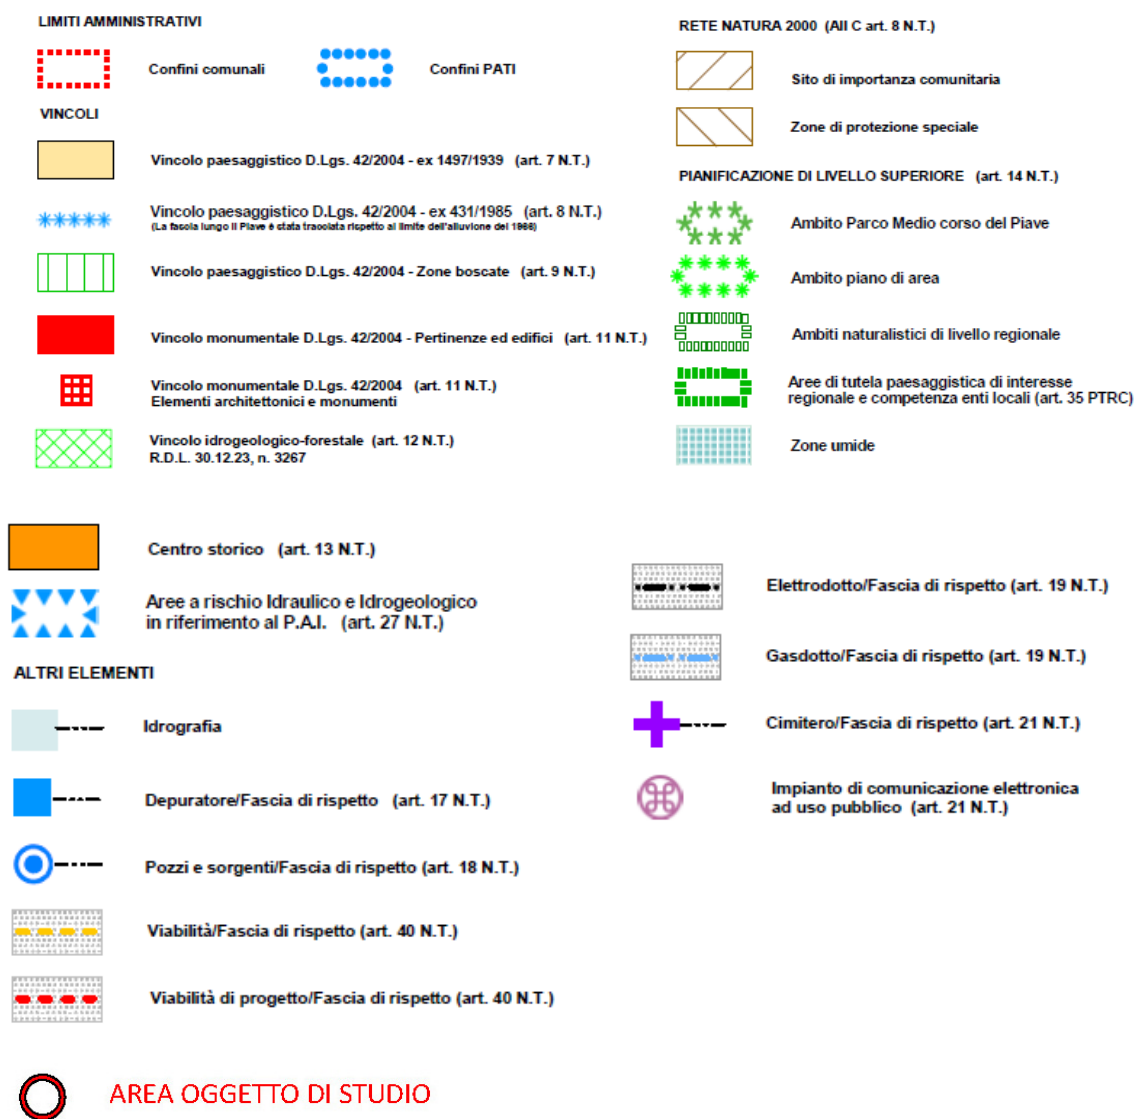 LIMITI AMMINISTRATIVI
Confini comunali
Confini PATI
VINCOLI
Vincolo paesaggistico D.Lgs. 42/2004 - ex 1497/1939 (art. 7 N.T.)
Vincolo paesaggistico D.Lgs. 42/2004 - ex 431/1985 (art. 8 N.T.)
(La fascia lungo il Piave è stata tracciata rispetto al limite dell'alluvione del 1966)
Vincolo paesaggistico D.Lgs. 42/2004 - Zone boscate (art. 9 N.T.)
Vincolo monumentale D.Lgs. 42/2004 - Pertinenze ed edifici (art. 11 N.T.)
Vincolo monumentale D.Lgs. 42/2004 (art. 11 N.T.)
Elementi architettonici e monumenti
Vincolo idrogeologico-forestale (art. 12 N.T.)
R.D.L. 30.12.23, n. 3267
RETE NATURA 2000 (All C art. 8 N.T.)
Sito di importanza comunitaria
Zone di protezione speciale
PIANIFICAZIONE DI LIVELLO SUPERIORE (art. 14 N.T.)
Ambito Parco Medio corso del Piave
Ambito piano di area
Ambiti naturalistici di livello regionale
Aree di tutela paesaggistica di interesse
regionale e competenza enti locali (art. 35 PTRC)
Zone umide
Centro storico (art. 13 N.T.)
Aree a rischio Idraulico e Idrogeologico
in riferimento al P.A.I. (art. 27 N.T.)
ALTRI ELEMENTI
Idrografia
Depuratore/Fascia di rispetto (art. 17 N.T.)
Pozzi e sorgenti/Fascia di rispetto (art. 18 N.T.)
Viabilità/Fascia di rispetto (art. 40 N.T.)
Viabilità di progetto/Fascia di rispetto (art. 40 N.T.)
Elettrodotto/Fascia di rispetto (art. 19 N.T.)
Gasdotto/Fascia di rispetto (art. 19 N.T.)
Cimitero/Fascia di rispetto (art. 21 N.T.)
Impianto di comunicazione elettronica
ad uso pubblico (art. 21 N.T.)
AREA OGGETTO DI STUDIO